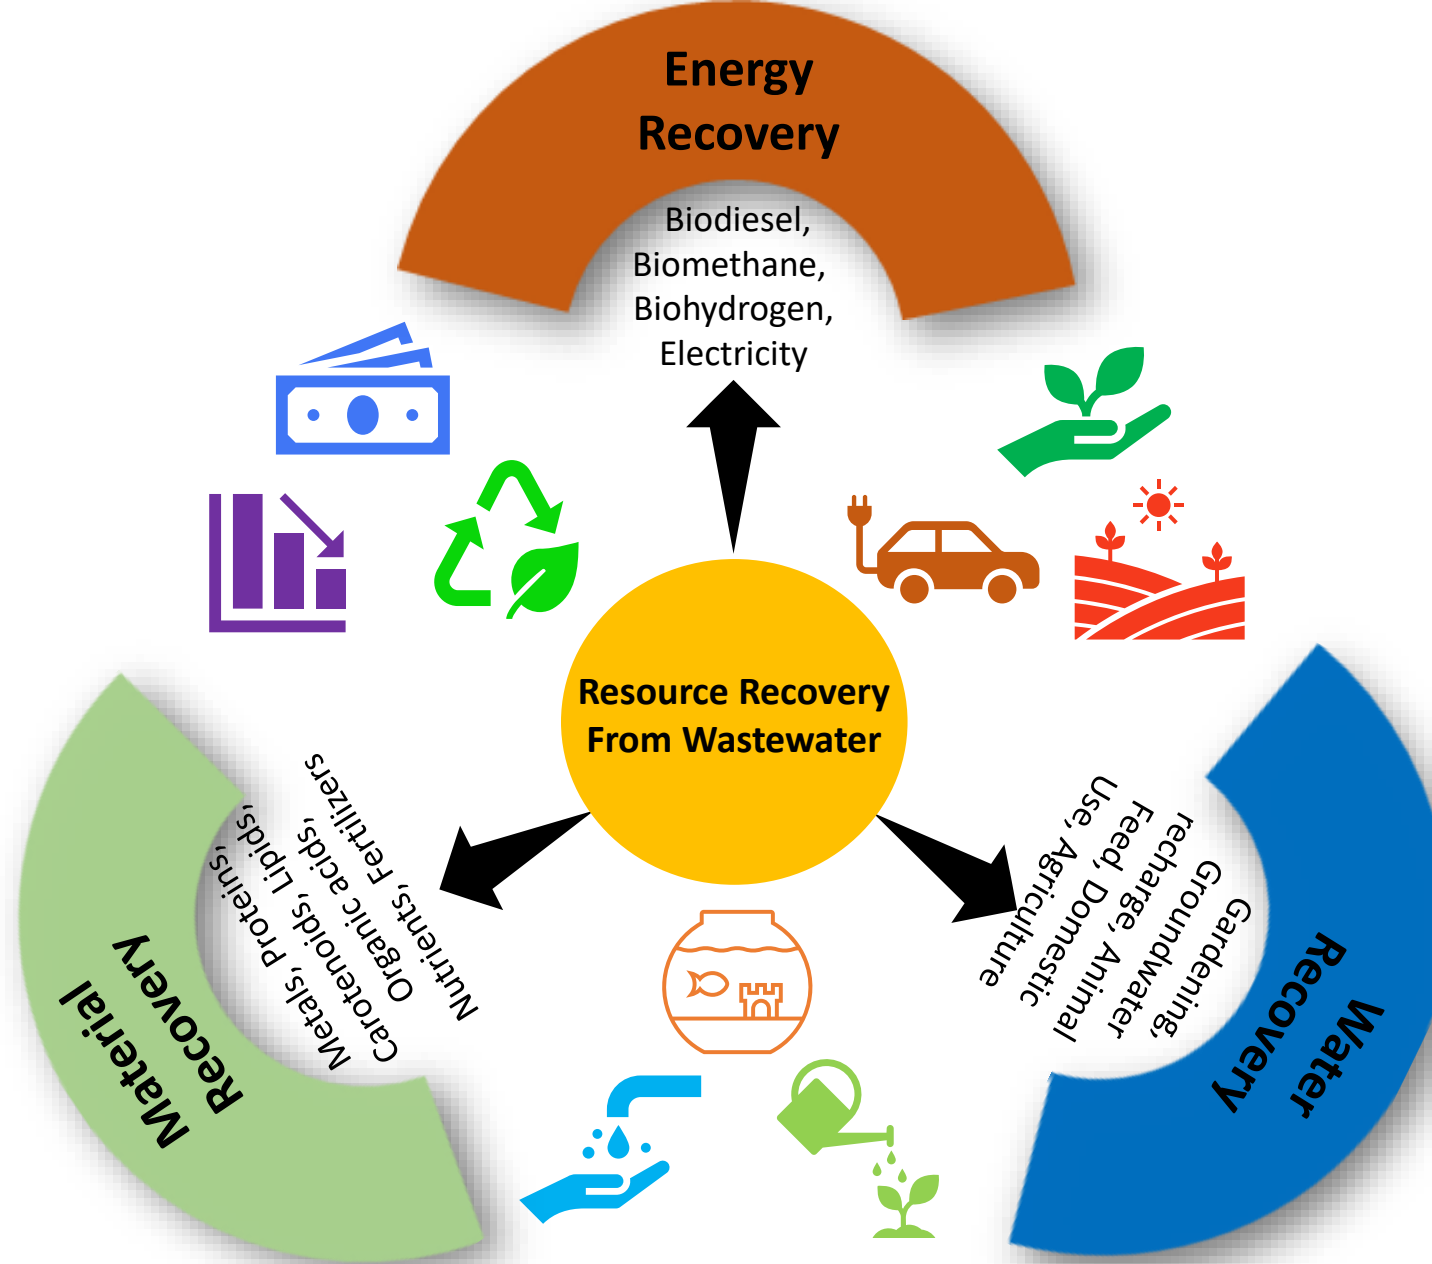 Energy
Recovery
Biodiesel,
Biomethane,
Biohydrogen,
Electricity
Resource Recovery
From Wastewater
Material
Recovery
Metals, Proteins,
Carotenoids, Lipids,
Organic acids,
Nutrients, Fertilizers
Water
Recovery
Gardening,
Groundwater
recharge, Animal
Feed, Domestic
Use, Agriculture